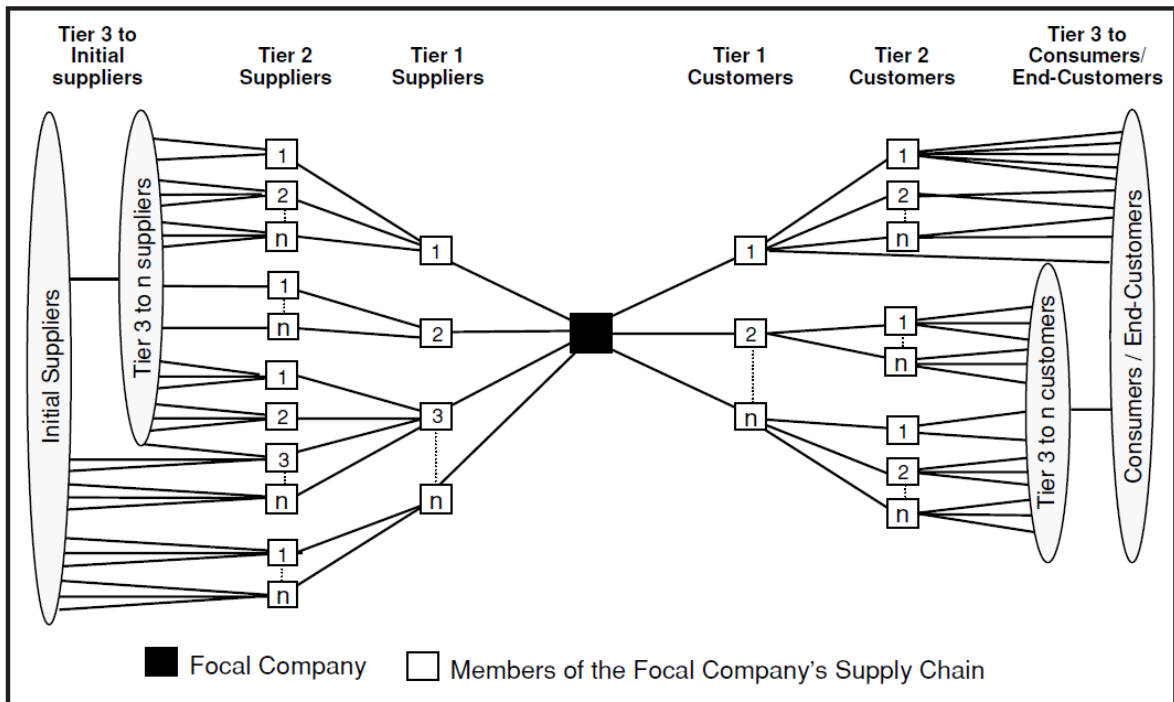 Tier 3 to
Initial
suppliers
Tier 2
Suppliers
Tier 1
Suppliers
Tier 1
Customers
Tier 2
Customers
Tier 3 to
Consumers/
End-Customers
Initial Suppliers
Tier 3 to n suppliers
1
2
n
1
n
1
2
3
n
1
n
1
2
3
n
1
2
n
1
2
n
1
n
1
2
n
Tier 3 to n customers
Consumers / End-Customers
Focal Company
Members of the Focal Company's Supply Chain